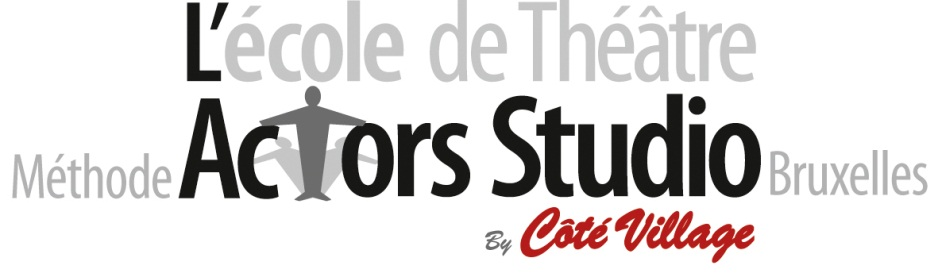 L'école de Théâtre
Méthode Actors Studio Bruxelles
By Côté Village